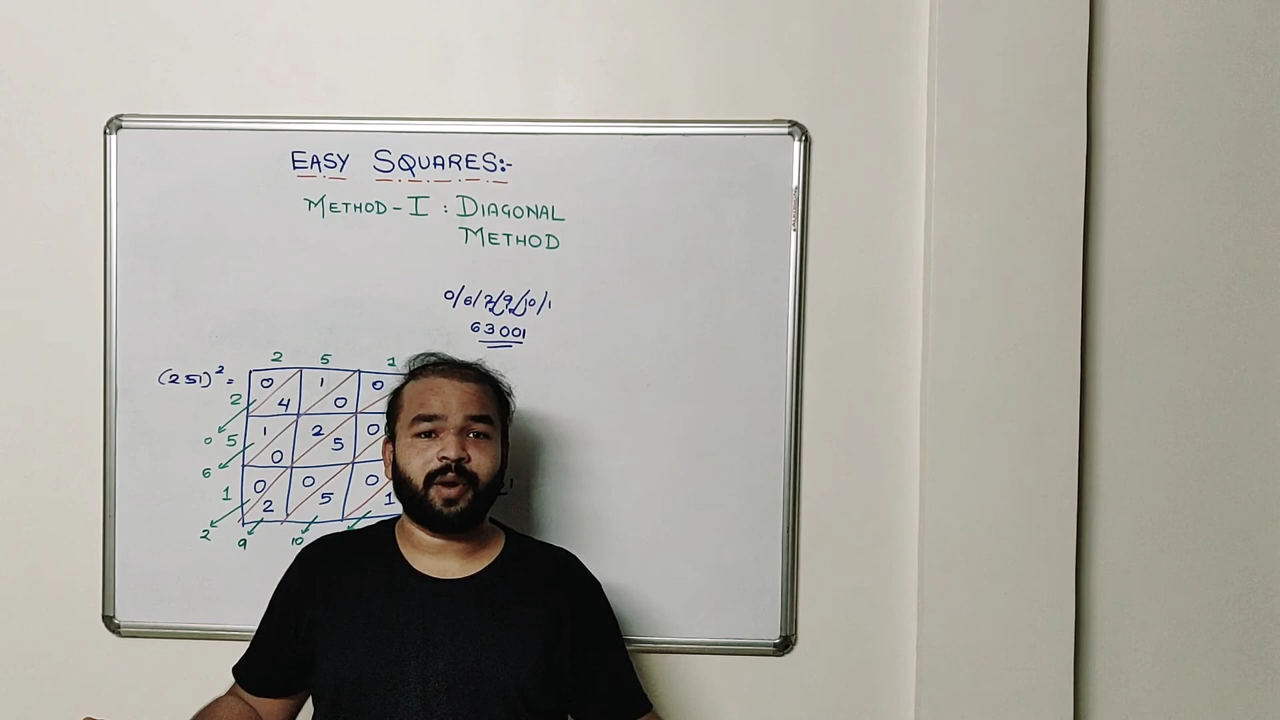 EASY SQUARES:-
METHOD-I : DIAGONAL
METHOD
0/6/2/9/10/1
63001
2 5 1
(251)² =
2 0 4 1 0 0
0 5 1 0 2 5 0
6
1 0 2 0 5 0 1
2 9 10